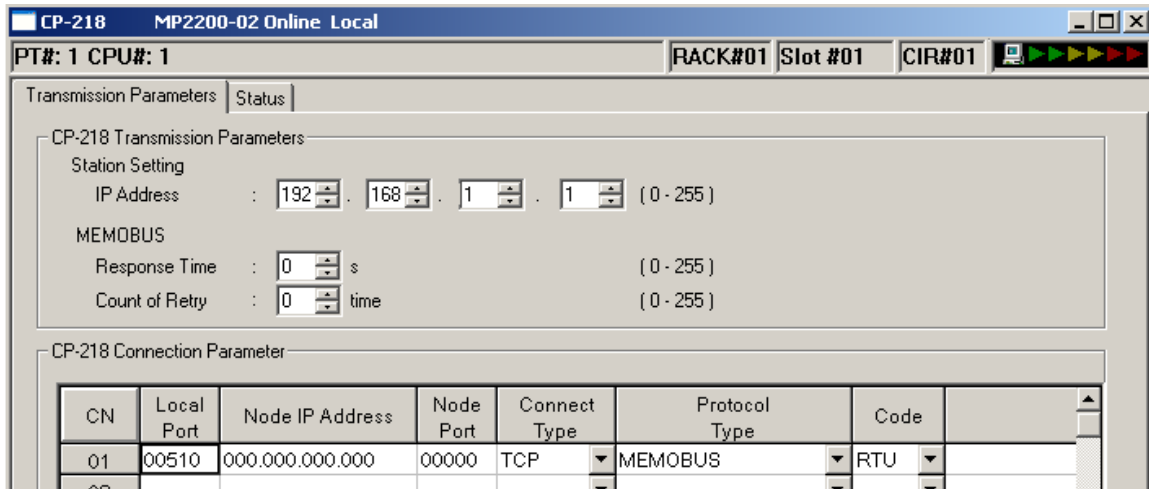 CP-218 MP2200-02 Online Local
PT#: 1 CPU#: 1 RACK#01 Slot #01 CIR#01
Transmission Parameters Status
CP-218 Transmission Parameters
Station Setting
IP Address : 192 . 168 . 1 . 1 ( 0 - 255 )
MEMOBUS
Response Time : 0 s ( 0 - 255 )
Count of Retry : 0 time ( 0 - 255 )
CP-218 Connection Parameter
CN Local Port Node IP Address Node Port Connect Type Protocol Type Code
01 00510 000.000.000.000 00000 TCP MEMOBUS RTU